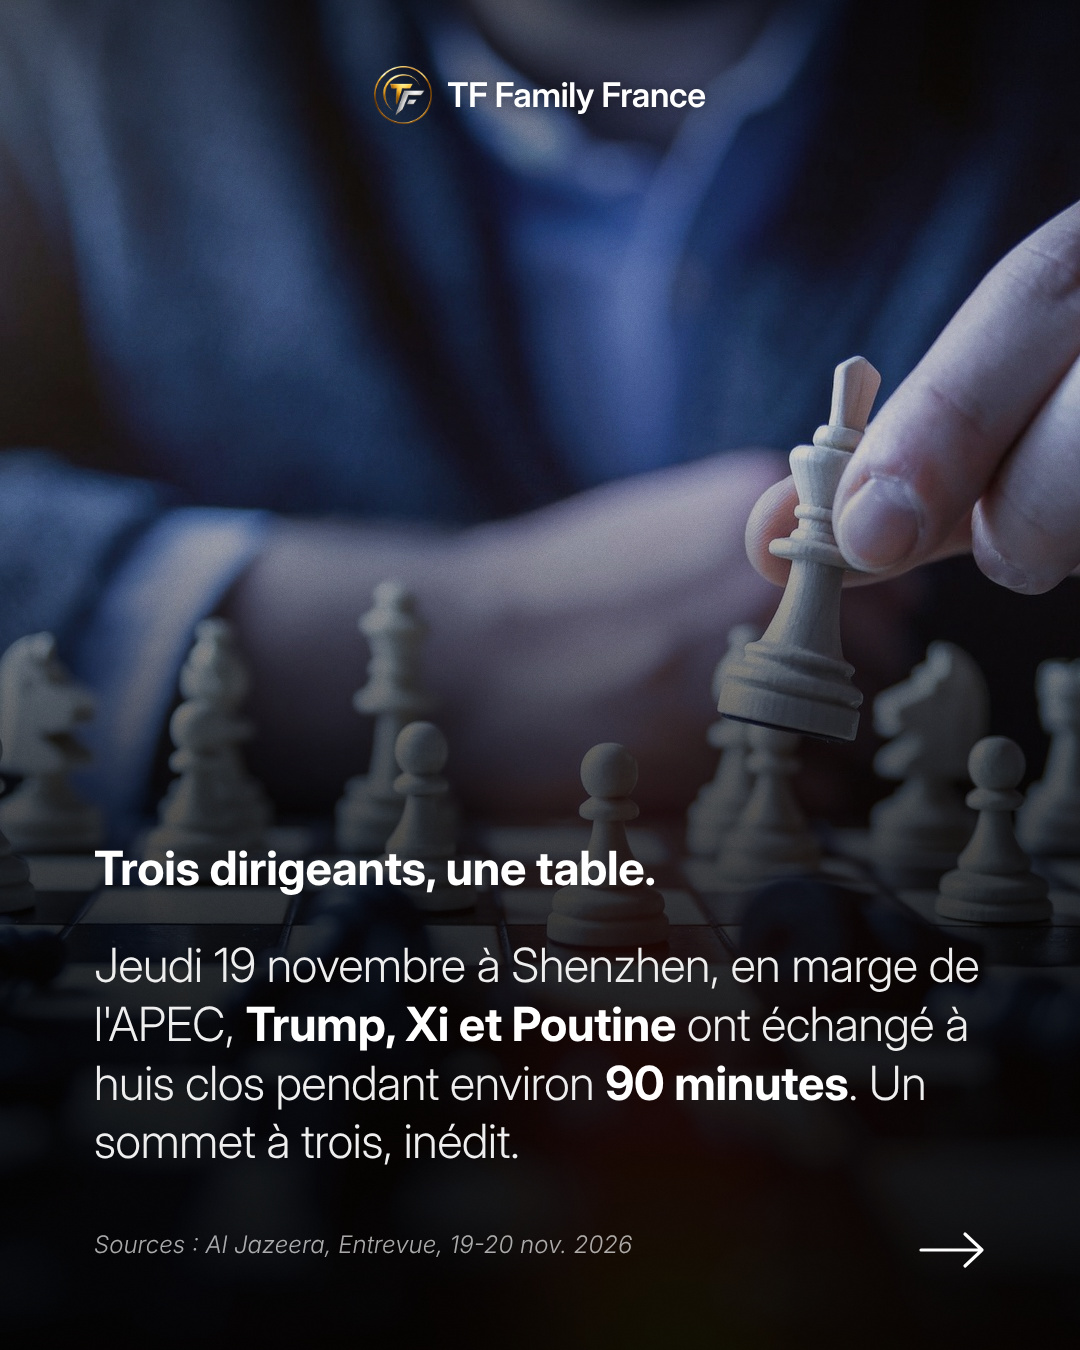 TF TF Family France
Trois dirigeants, une table.
Jeudi 19 novembre à Shenzhen, en marge de
l'APEC, Trump, Xi et Poutine ont échangé à
huis clos pendant environ 90 minutes. Un
sommet à trois, inédit.
Sources : Al Jazeera, Entrevue, 19-20 nov. 2026